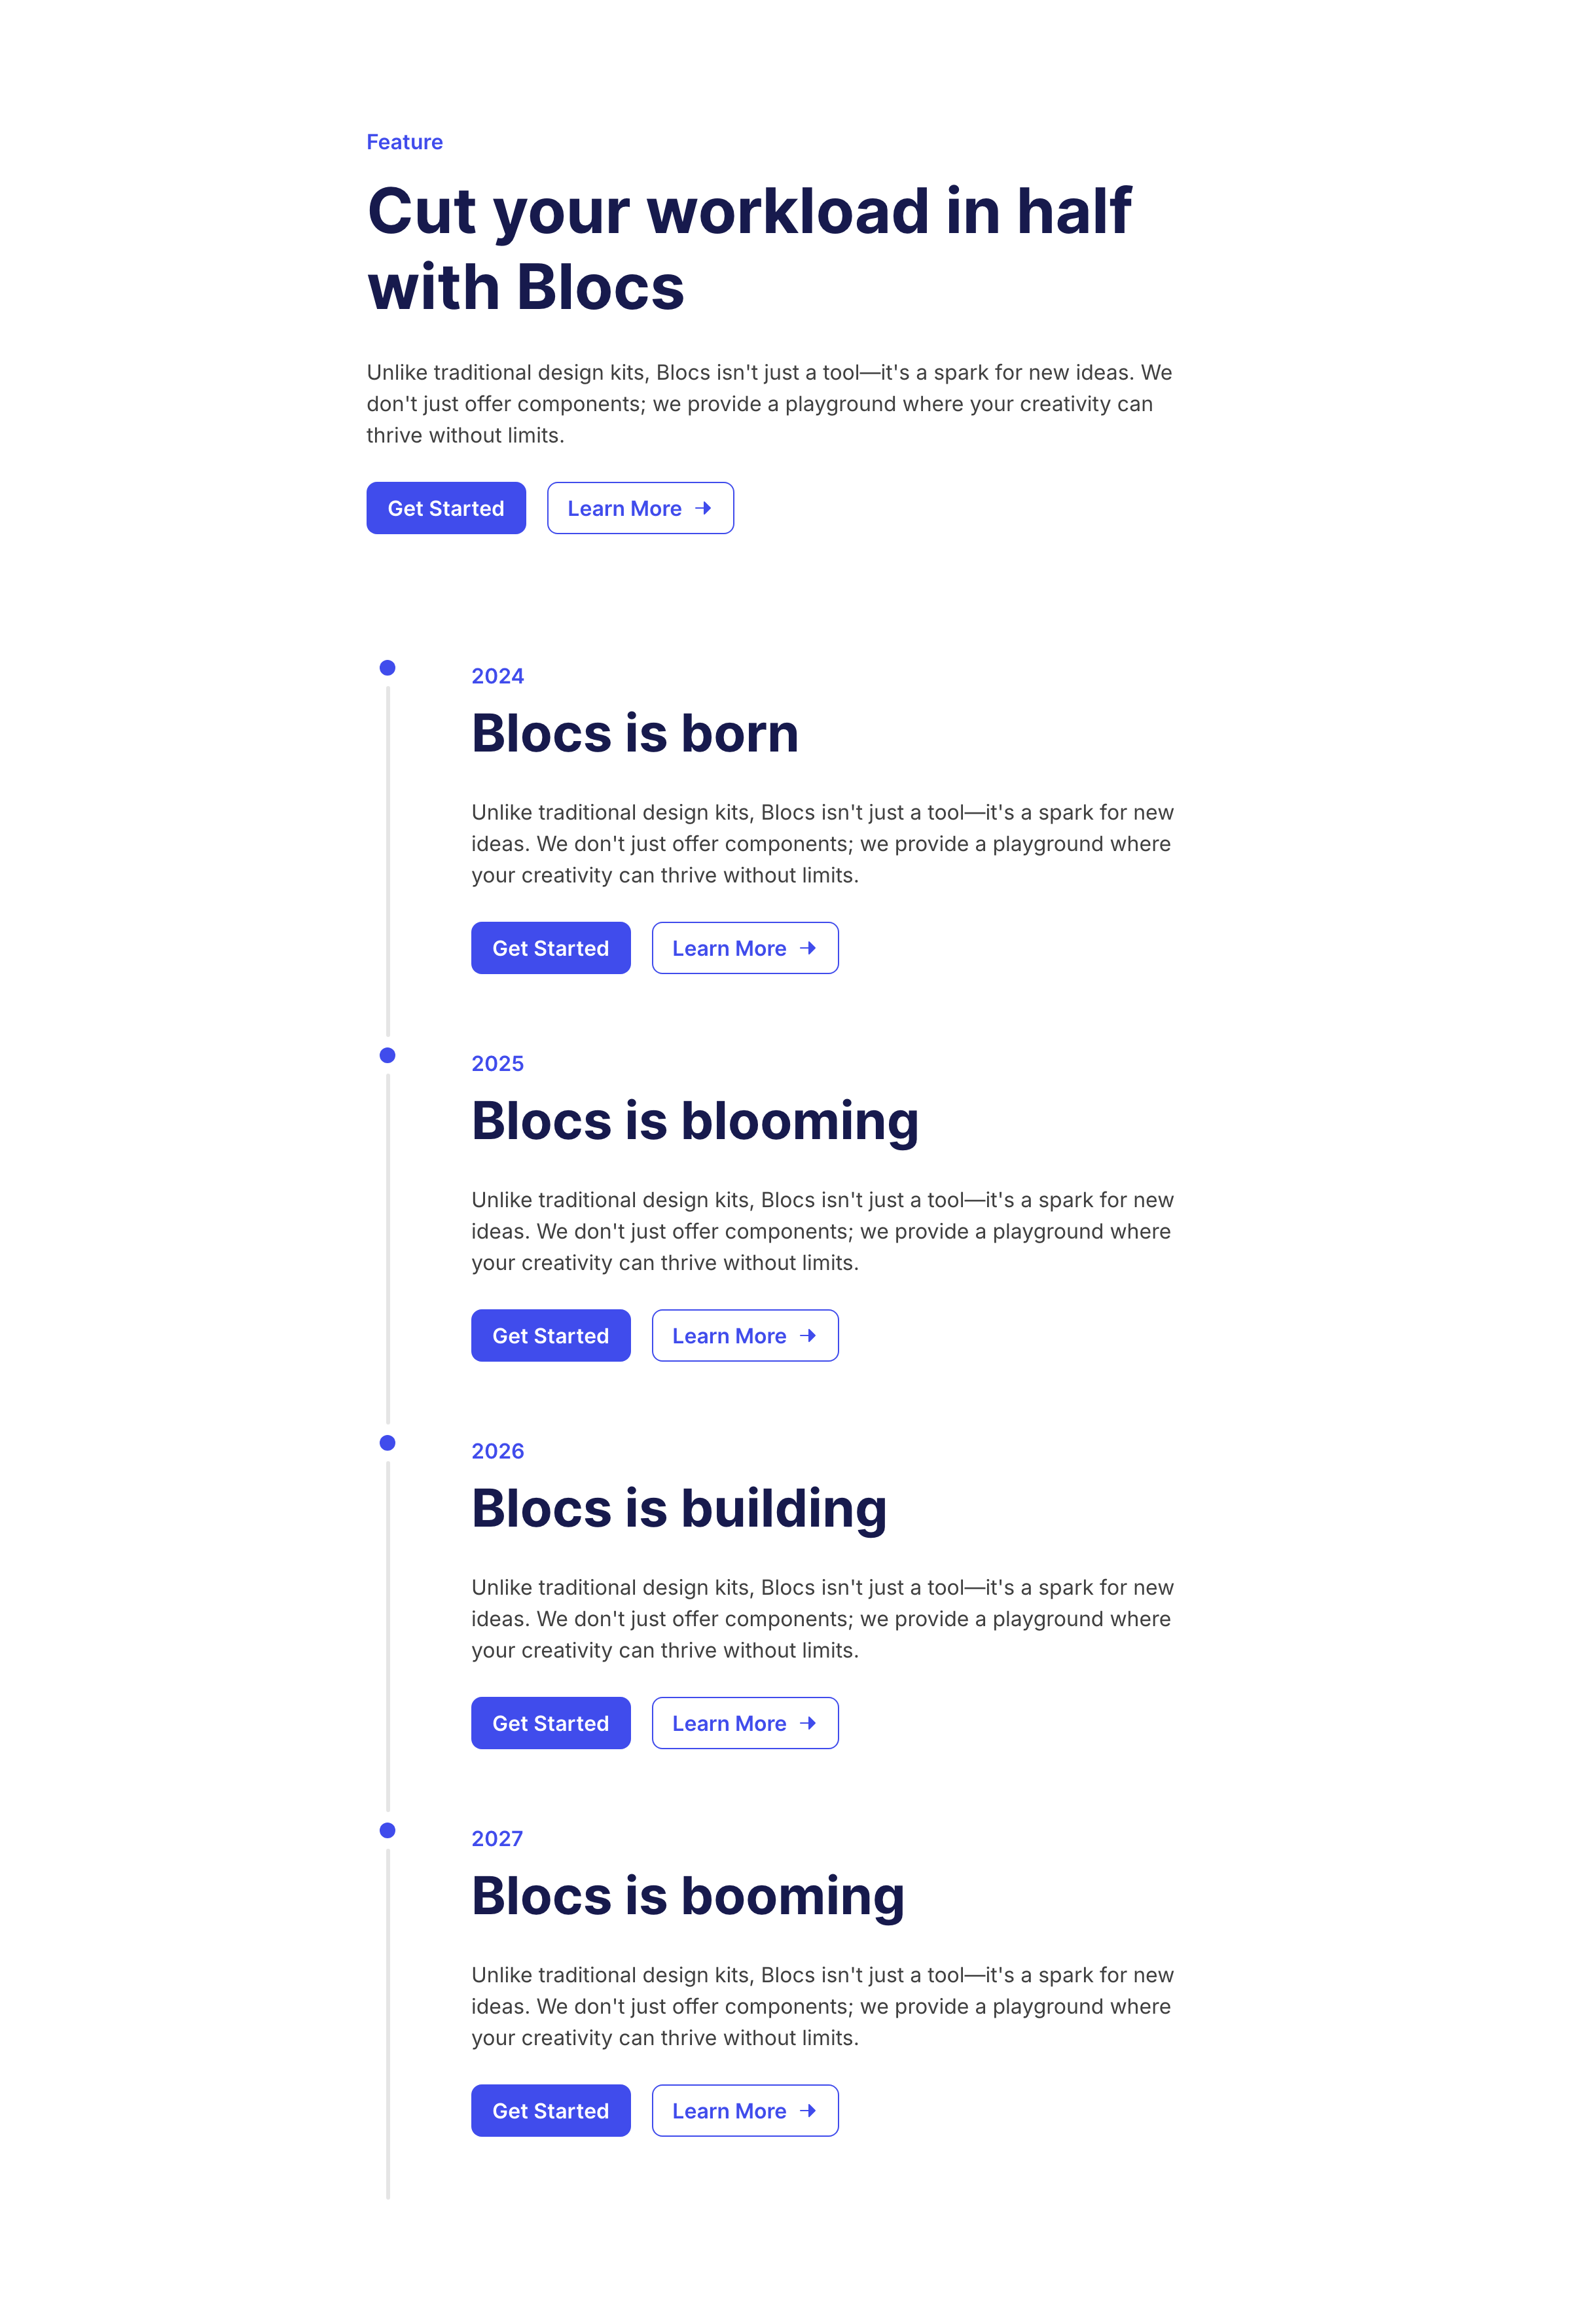 Feature
Cut your workload in half
with Blocs
Unlike traditional design kits, Blocs isn't just a tool—it's a spark for new ideas. We
don't just offer components; we provide a playground where your creativity can
thrive without limits.
Get Started
Learn More
2024
Blocs is born
Unlike traditional design kits, Blocs isn't just a tool—it's a spark for new
ideas. We don't just offer components; we provide a playground where
your creativity can thrive without limits.
Get Started
Learn More
2025
Blocs is blooming
Unlike traditional design kits, Blocs isn't just a tool—it's a spark for new
ideas. We don't just offer components; we provide a playground where
your creativity can thrive without limits.
Get Started
Learn More
2026
Blocs is building
Unlike traditional design kits, Blocs isn't just a tool—it's a spark for new
ideas. We don't just offer components; we provide a playground where
your creativity can thrive without limits.
Get Started
Learn More
2027
Blocs is booming
Unlike traditional design kits, Blocs isn't just a tool—it's a spark for new
ideas. We don't just offer components; we provide a playground where
your creativity can thrive without limits.
Get Started
Learn More